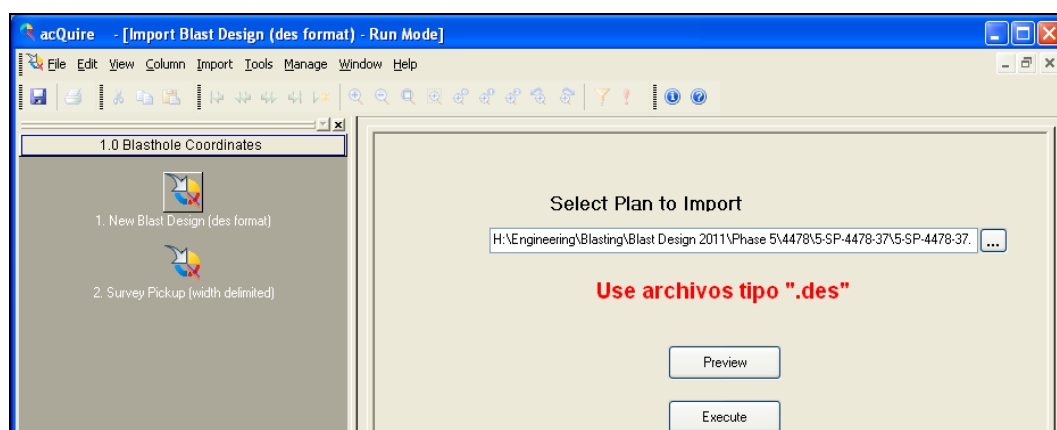 acQuire - [Import Blast Design (des format) - Run Mode]
File Edit View Column Import Tools Manage Window Help
1.0 Blasthole Coordinates
1. New Blast Design (des format)
2. Survey Pickup (width delimited)
Select Plan to Import
H:\Engineering\Blasting\Blast Design 2011\Phase 5\4478\5-SP-4478-37\5-SP-4478-37.
...
Use archivos tipo ".des"
Preview
Execute